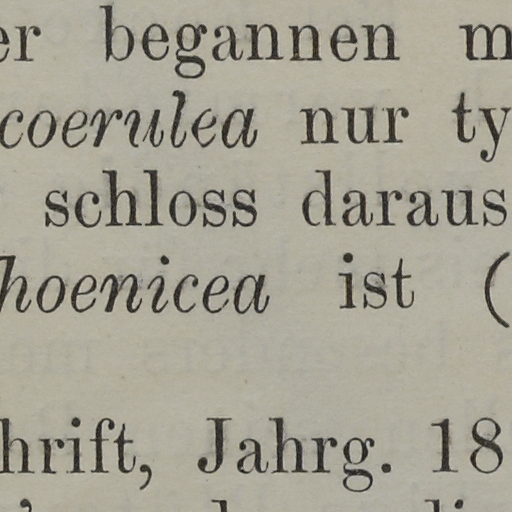 er begannen m
coerulea nur ty
schloss daraus
hoenicea ist (
hrift, Jahrg. 18